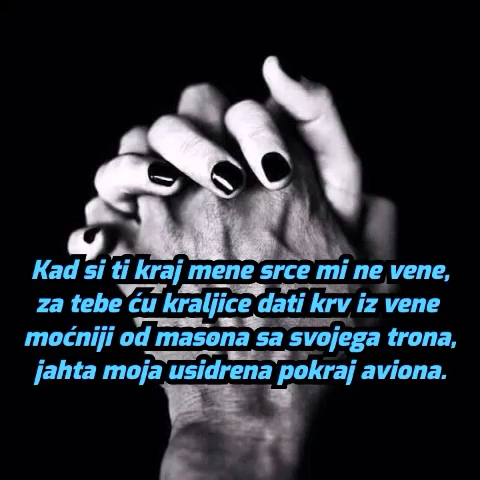 Kad si ti kraj mene srce mi ne vene,
za tebe ću kraljice dati krv iz vene
moćniji od masona sa svojega trona,
jahta moja usidrena pokraj aviona.